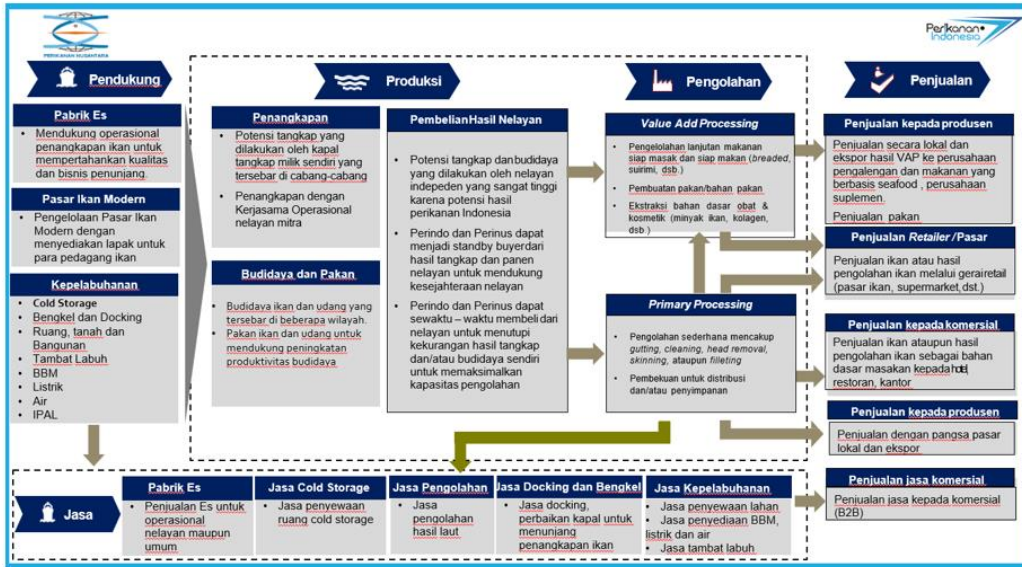 PERIKANAN NUSANTARA
Perikanan
Indonesia
Pendukung
Produksi
Pengolahan
Penjualan
Pabrik Es
• Mendukung operasional
penangkapan ikan untuk
mempertahankan kualitas
dan bisnis penunjang.
Pasar Ikan Modern
• Pengelolaan Pasar Ikan
Modern dengan
menyediakan lapak untuk
para pedagang ikan
Kepelabuhanan
• Cold Storage
• Bengkel dan Docking
• Ruang, tanah dan
Bangunan
• Tambat Labuh
• BBM
• Listrik
• Air
• IPAL
Penangkapan
• Potensi tangkap yang
dilakukan oleh kapal
tangkap milik sendiri yang
tersebar di cabang-cabang
• Penangkapan dengan
Kerjasama Operasional
nelayan mitra
Budidaya dan Pakan
• Budidaya ikan dan udang yang
tersebar di beberapa wilayah.
• Pakan ikan dan udang untuk
mendukung peningkatan
produktivitas budidaya
PembelianHasil Nelayan
• Potensi tangkap danbudidaya
yang dilakukan oleh nelayan
indepeden yang sangat tinggi
karena potensi hasil
perikanan Indonesia
• Perindo dan Perinus dapat
menjadi standby buyerdari
hasil tangkap dan panen
nelayan untuk mendukung
kesejahteraan nelayan
• Perindo dan Perinus dapat
sewaktu – waktu membeli dari
nelayan untuk menutupi
kekurangan hasil tangkap
dan/atau budidaya sendiri
untuk memaksimalkan
kapasitas pengolahan
Value Add Processing
• Pengelolahan lanjutan makanan
siap masak dan siap makan (breaded,
suirimi, dsb.)
• Pembuatan pakan/bahan pakan
• Ekstraksi bahan dasar obat &
kosmetik (minyak ikan, kolagen,
dsb.)
Primary Processing
• Pengolahan sederhana mencakup
gutting, cleaning, head removal,
skinning, ataupun filleting
• Pembekuan untuk distribusi
dan/atau penyimpanan
Penjualan kepada produsen
Penjualan secara lokal dan
ekspor hasil VAP ke perusahaan
pengalengan dan makanan yang
berbasis seafood , perusahaan
suplemen.
Penjualan pakan
Penjualan Retailer/Pasar
Penjualan ikan atau hasil
pengolahan ikan melalui gerairetail
(pasar ikan, supermarket,dst.)
Penjualan kepada komersial
Penjualan ikan ataupun hasil
pengolahan ikan sebagai bahan
dasar masakan kepada hotel,
restoran, kantor
Penjualan kepada produsen
Penjualan dengan pangsa pasar
lokal dan ekspor
Penjualan jasa komersial
Penjualan jasa kepada komersial
(B2B)
Jasa
Pabrik Es
• Penjualan Es untuk
operasional
nelayan maupun
umum
Jasa Cold Storage
• Jasa penyewaan
ruang cold storage
Jasa Pengolahan
• Jasa
pengolahan
hasil laut
Jasa Docking dan Bengkel
• Jasa docking,
perbaikan kapal untuk
menunjang
penangkapan ikan
Jasa Kepelabuhanan
• Jasa penyewaan lahan
• Jasa penyediaan BBM,
listrik dan air
• Jasa tambat labuh